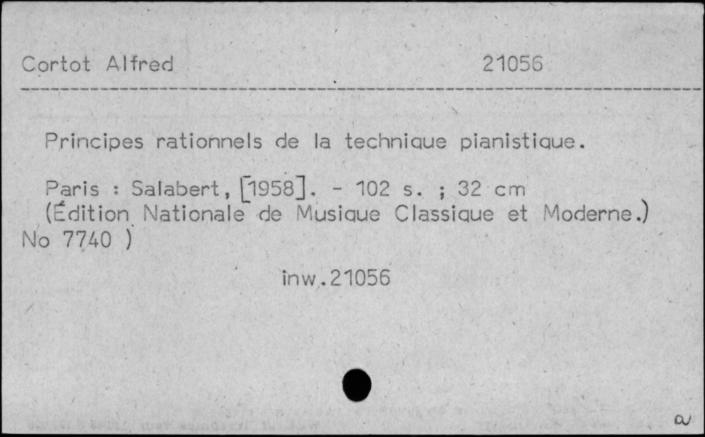 Cortot Alfred 21056
Principes rationnels de la technique pianistique.
Paris : Salabert, [1958]. - 102 s. ; 32 cm
(Édition Nationale de Musique Classique et Moderne.)
No 7740 )
inw.21056